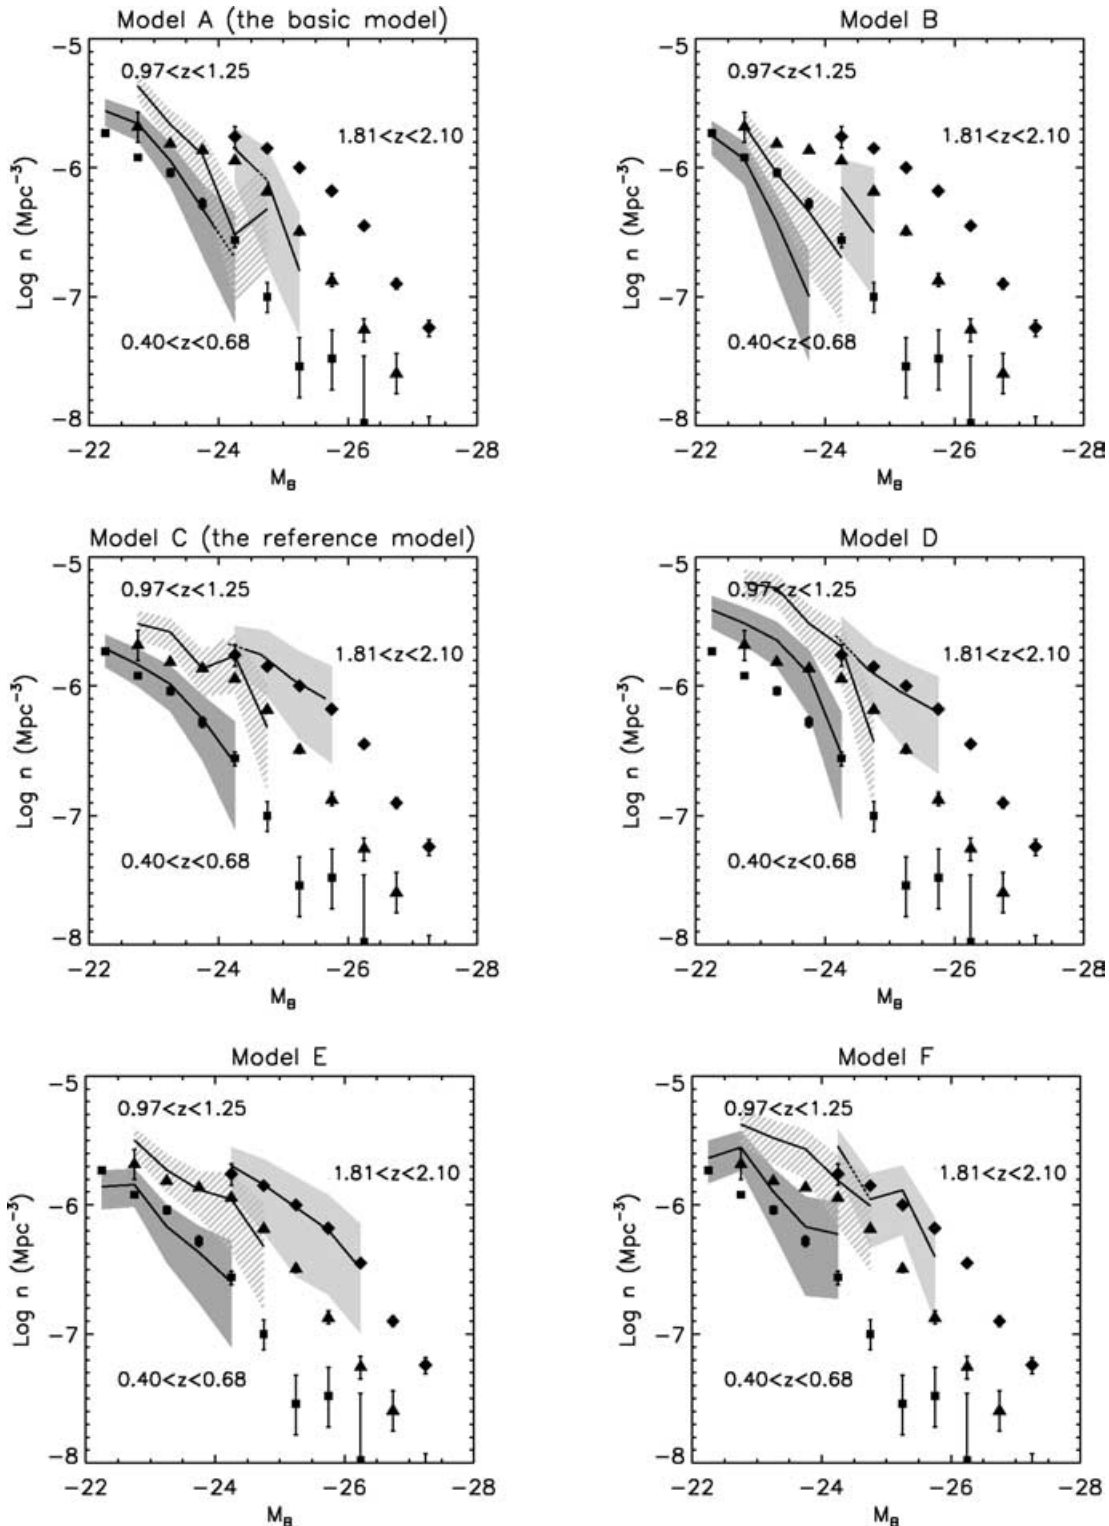 Model A (the basic model)
Model B
-5
0.97<z<1.25
1.81<z<2.10
-6
Log n (Mpc⁻³)
-7
0.40<z<0.68
-8
-22
-24
-26
-28
M_B
-5
0.97<z<1.25
1.81<z<2.10
-6
Log n (Mpc⁻³)
-7
0.40<z<0.68
-8
-22
-24
-26
-28
M_B
Model C (the reference model)
Model D
-5
0.97<z<1.25
1.81<z<2.10
-6
Log n (Mpc⁻³)
-7
0.40<z<0.68
-8
-22
-24
-26
-28
M_B
-5
0.97<z<1.25
1.81<z<2.10
-6
Log n (Mpc⁻³)
-7
0.40<z<0.68
-8
-22
-24
-26
-28
M_B
Model E
Model F
-5
0.97<z<1.25
1.81<z<2.10
-6
Log n (Mpc⁻³)
-7
0.40<z<0.68
-8
-22
-24
-26
-28
M_B
-5
0.97<z<1.25
1.81<z<2.10
-6
Log n (Mpc⁻³)
-7
0.40<z<0.68
-8
-22
-24
-26
-28
M_B